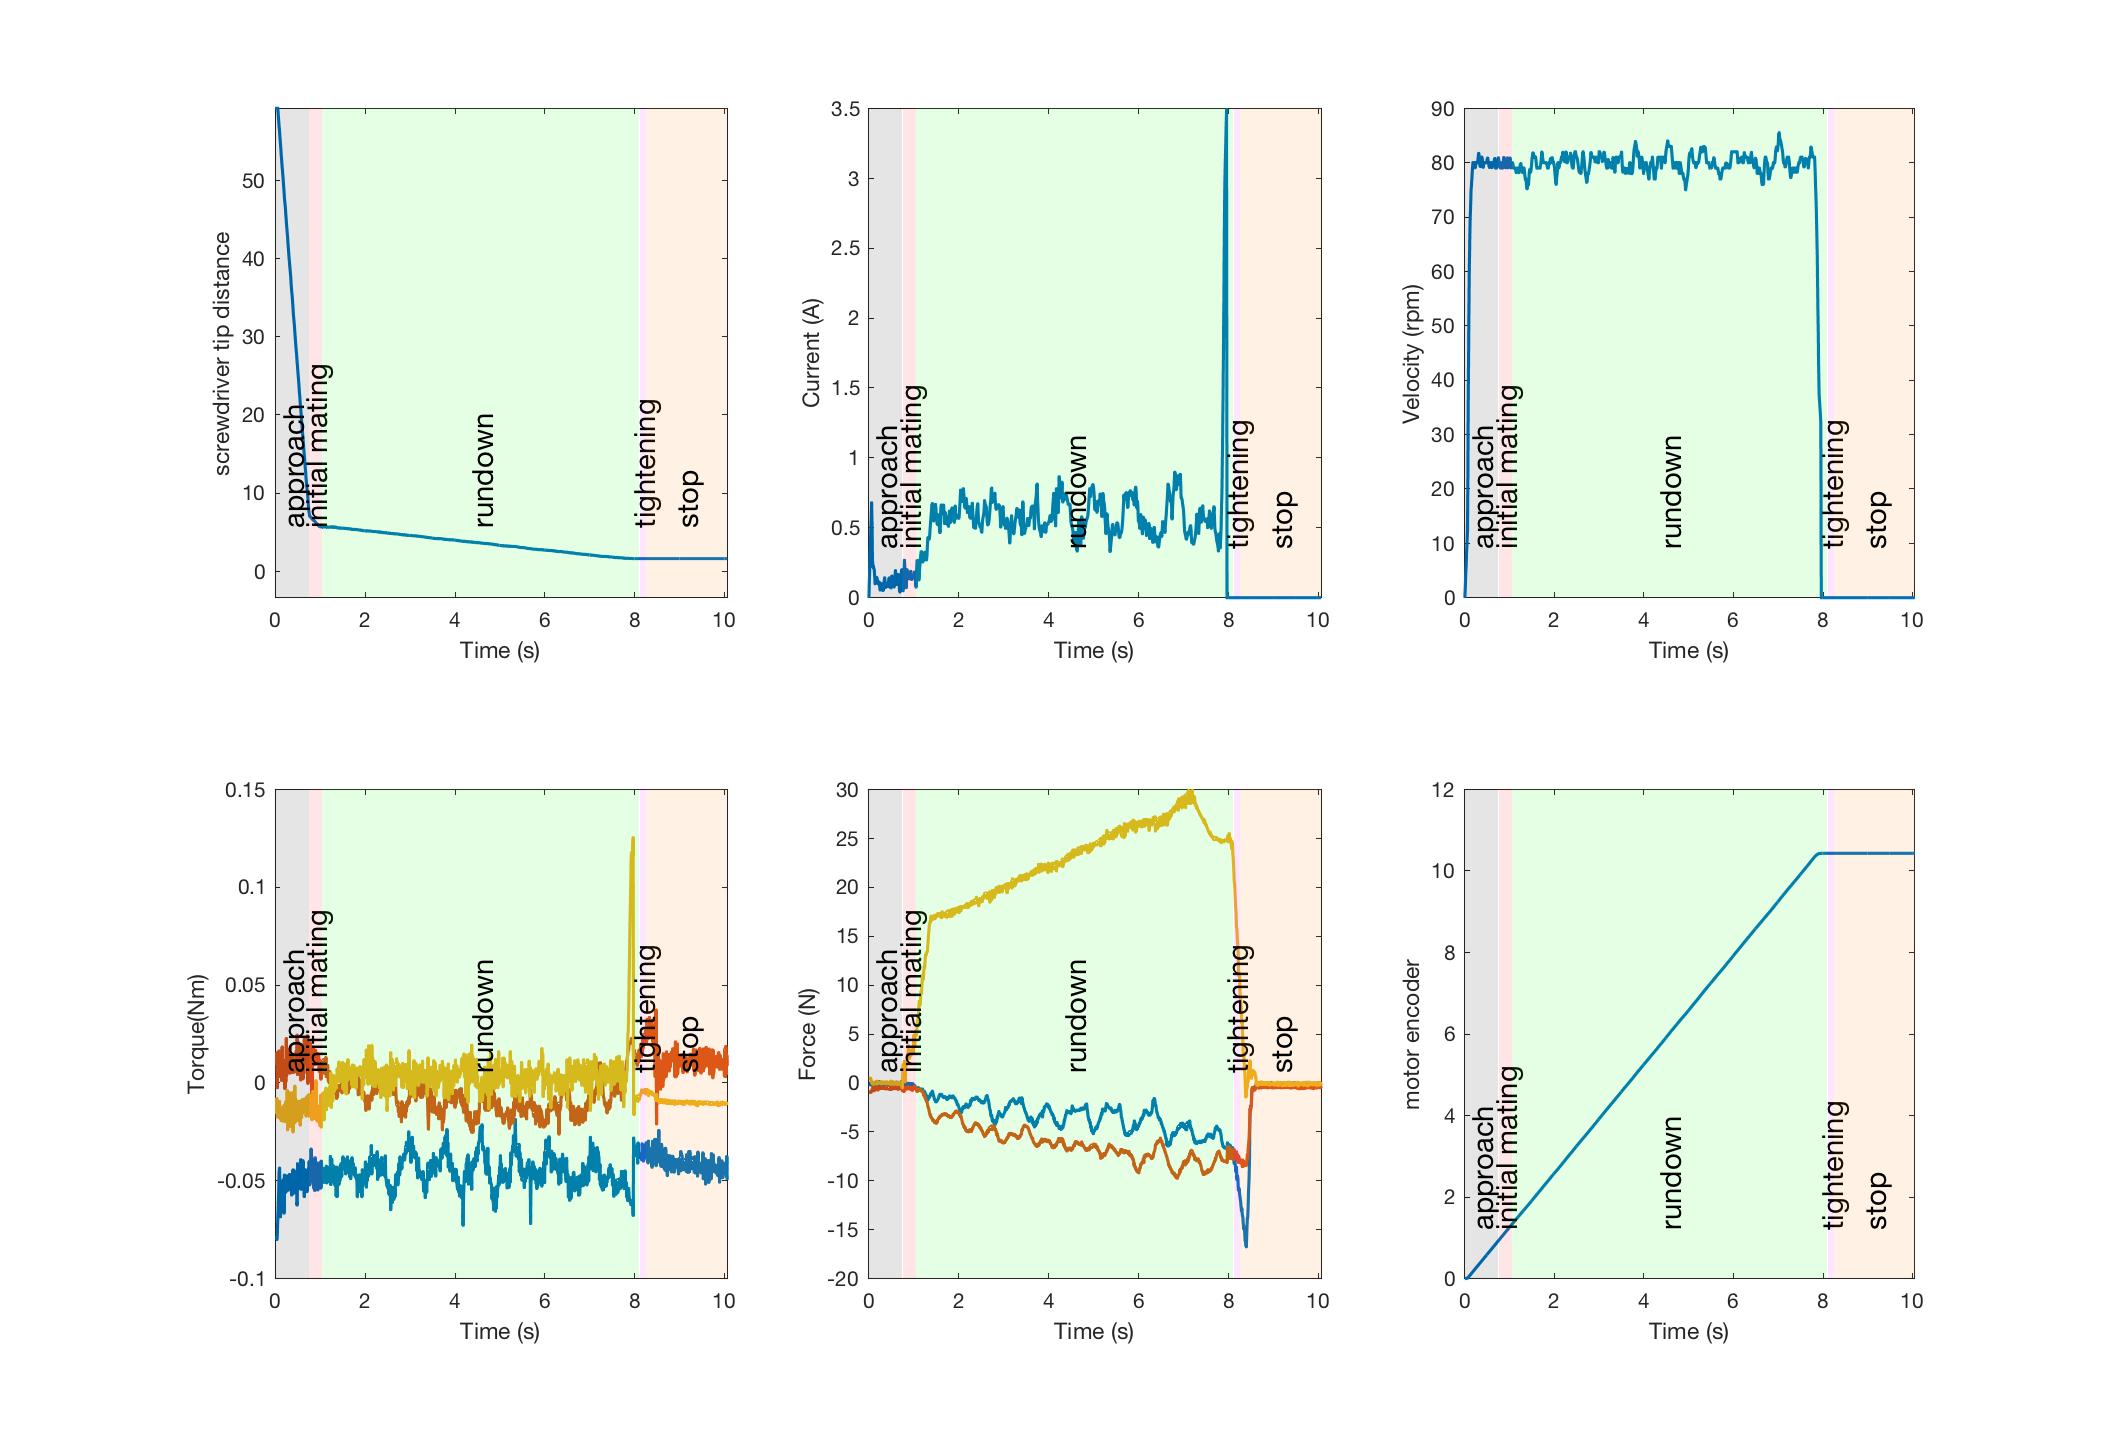 screwdriver tip distance
50
40
30
20
10
0
approach
initial mating
rundown
tightening
stop
0 2 4 6 8 10
Time (s)
Current (A)
3.5
3
2.5
2
1.5
1
0.5
0
approach
initial mating
rundown
tightening
stop
0 2 4 6 8 10
Time (s)
Velocity (rpm)
90
80
70
60
50
40
30
20
10
0
approach
initial mating
rundown
tightening
stop
0 2 4 6 8 10
Time (s)
Torque(Nm)
0.15
0.1
0.05
0
-0.05
-0.1
approach
initial mating
rundown
tightening
stop
0 2 4 6 8 10
Time (s)
Force (N)
30
25
20
15
10
5
0
-5
-10
-15
-20
approach
initial mating
rundown
tightening
stop
0 2 4 6 8 10
Time (s)
motor encoder
12
10
8
6
4
2
0
approach
initial mating
rundown
tightening
stop
0 2 4 6 8 10
Time (s)